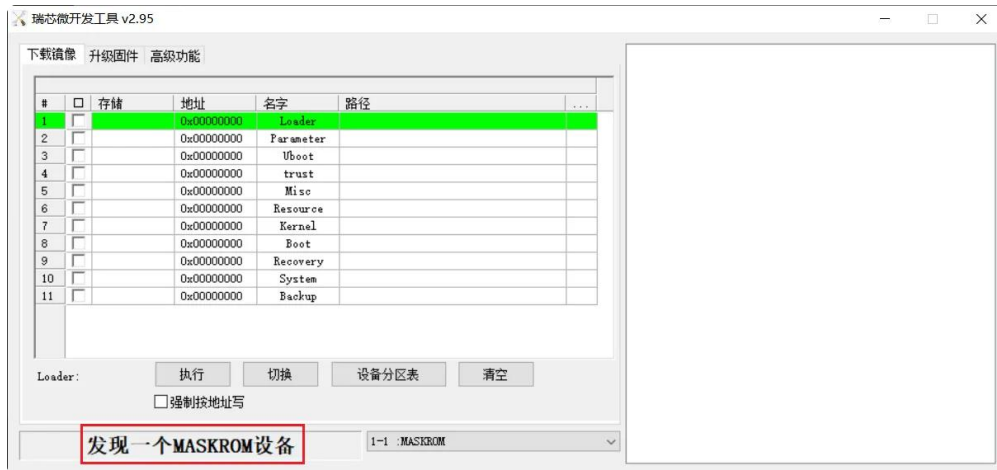 瑞芯微开发工具 v2.95
下载镜像 升级固件 高级功能
# 存储 地址 名字 路径 ...
1 0x00000000 Loader
2 0x00000000 Parameter
3 0x00000000 Uboot
4 0x00000000 trust
5 0x00000000 Misc
6 0x00000000 Resource
7 0x00000000 Kernel
8 0x00000000 Boot
9 0x00000000 Recovery
10 0x00000000 System
11 0x00000000 Backup
Loader: 执行 切换 设备分区表 清空
强制按地址写
发现一个MASKROM设备 1-1 :MASKROM